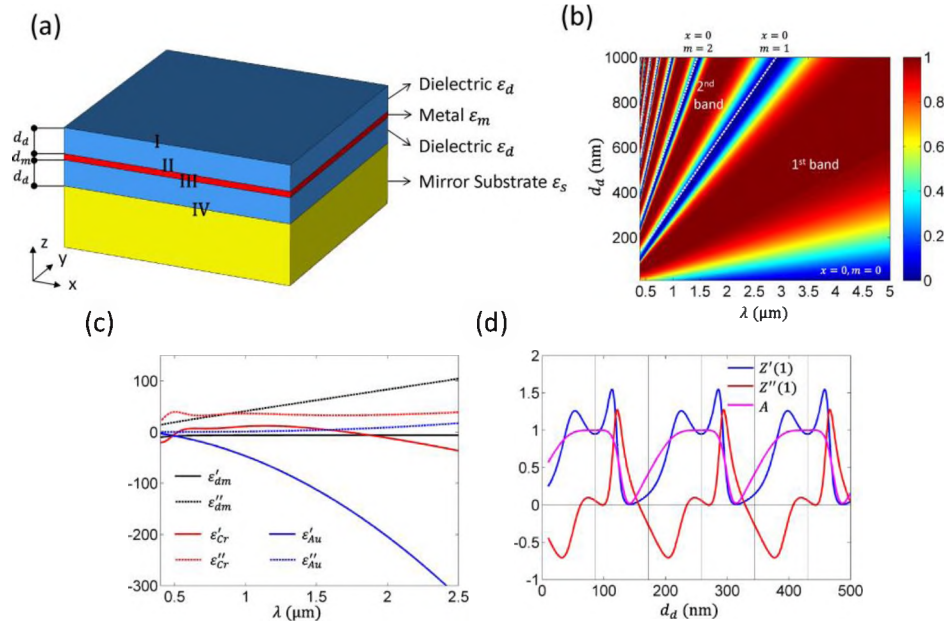 (a)
Dielectric ε_d
Metal ε_m
Dielectric ε_d
Mirror Substrate ε_s
d_d
d_m
d_d
I
II
III
IV
z
y
x
(b)
x = 0
m = 2
x = 0
m = 1
1000
800
600
400
200
d_d (nm)
2nd
band
1st band
x = 0, m = 0
0.5 1 1.5 2 2.5 3 3.5 4 4.5 5
λ (μm)
1
0.8
0.6
0.4
0.2
0
(c)
100
0
-100
-200
-300
ε′_dm
ε″_dm
ε′_Cr
ε″_Cr
ε′_Au
ε″_Au
0.5 1 1.5 2 2.5
λ (μm)
(d)
Z′(1)
Z″(1)
A
2
1.5
1
0.5
0
-0.5
-1
0 100 200 300 400 500
d_d (nm)